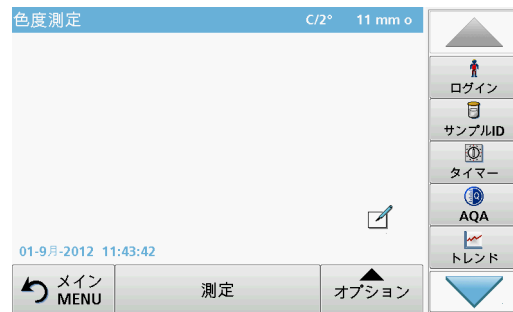 色度測定 C/2° 11 mm o
ログイン
サンプルID
タイマー
AQA
トレンド
01-9月-2012 11:43:42
メイン
MENU
測定
オプション